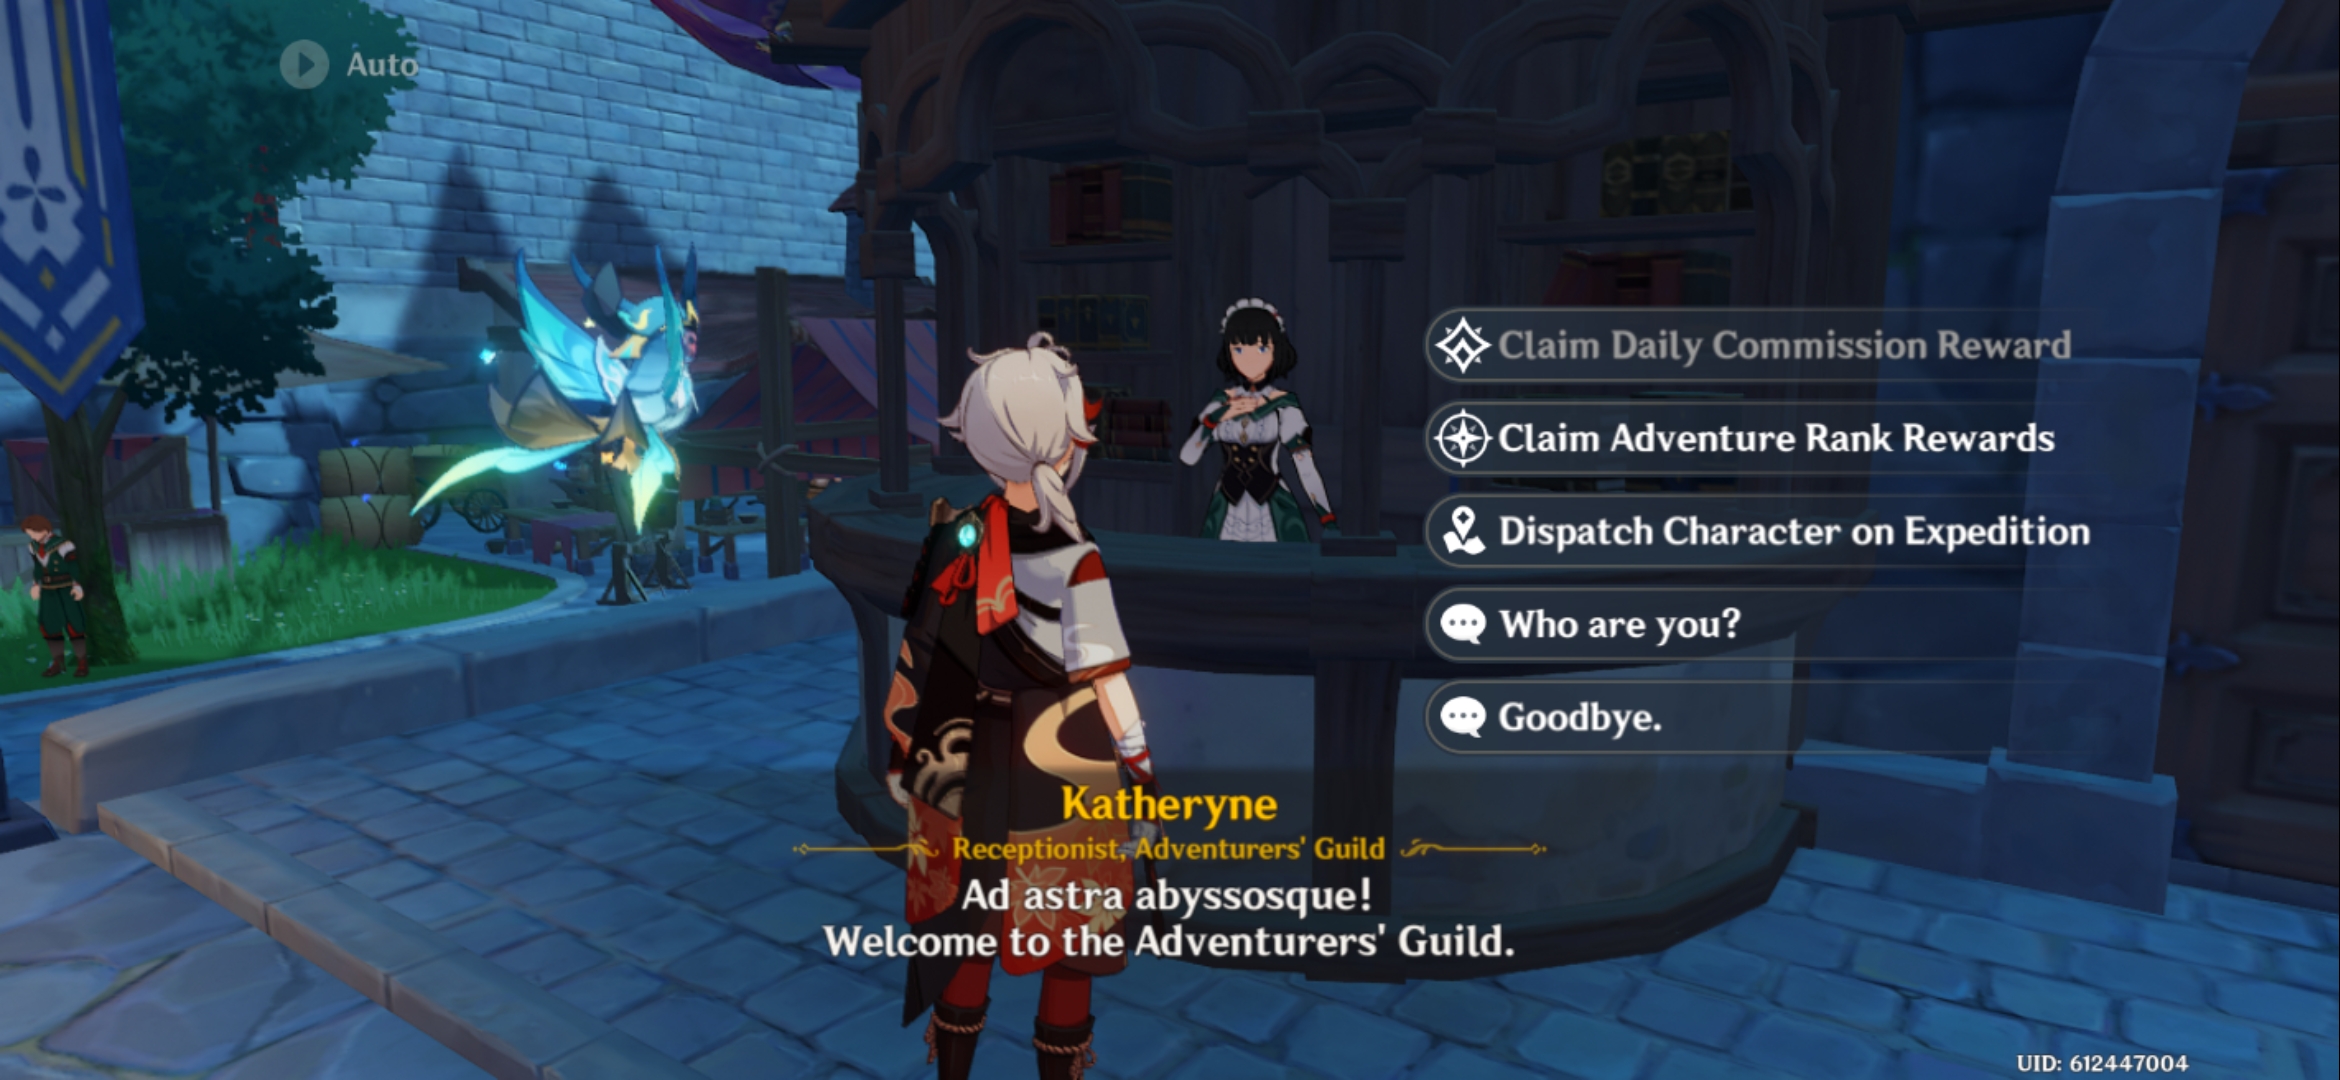 Auto
Claim Daily Commission Reward
Claim Adventure Rank Rewards
Dispatch Character on Expedition
Who are you?
Goodbye.
Katheryne
Receptionist, Adventurers' Guild
Ad astra abyssosque!
Welcome to the Adventurers' Guild.
UID: 612447004